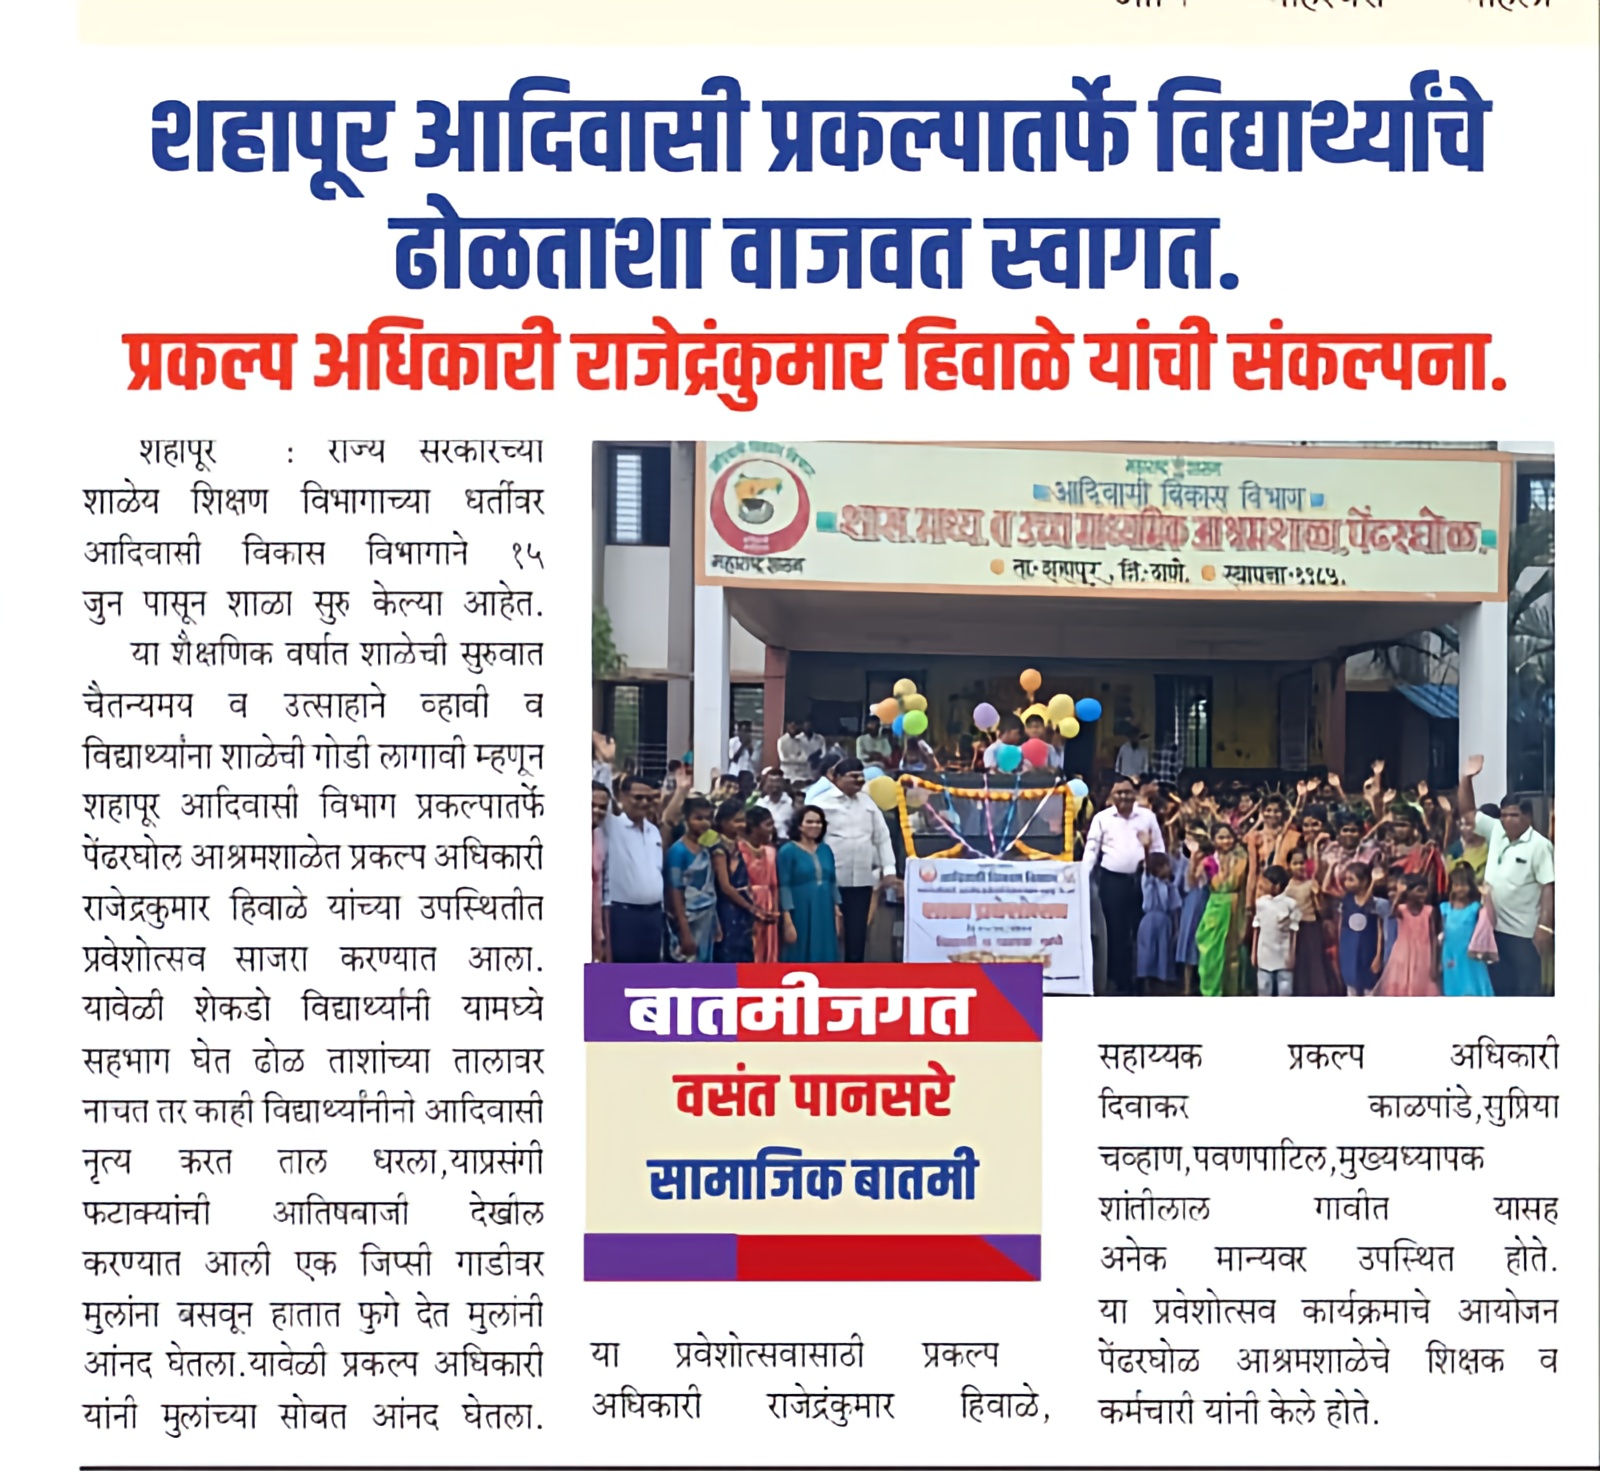 शहापूर आदिवासी प्रकल्पातर्फे विद्यार्थ्यांचे
ढोळताशा वाजवत स्वागत.
प्रकल्प अधिकारी राजेद्रंकुमार हिवाळे यांची संकल्पना.
शहापूर : राज्य सरकारच्या
शाळेय शिक्षण विभागाच्या धर्तीवर
आदिवासी विकास विभागाने १५
जुन पासून शाळा सुरु केल्या आहेत.
या शैक्षणिक वर्षात शाळेची सुरुवात
चैतन्यमय व उत्साहाने व्हावी व
विद्यार्थ्यांना शाळेची गोडी लागावी म्हणून
शहापूर आदिवासी विभाग प्रकल्पातर्फे
पेंढरघोल आश्रमशाळेत प्रकल्प अधिकारी
राजेद्रकुमार हिवाळे यांच्या उपस्थितीत
प्रवेशोत्सव साजरा करण्यात आला.
यावेळी शेकडो विद्यार्थ्यांनी यामध्ये
सहभाग घेत ढोळ ताशांच्या तालावर
नाचत तर काही विद्यार्थ्यांनीनो आदिवासी
नृत्य करत ताल धरला,याप्रसंगी
फटाक्यांची आतिषबाजी देखील
करण्यात आली एक जिप्सी गाडीवर
मुलांना बसवून हातात फुगे देत मुलांनी
आंनद घेतला.यावेळी प्रकल्प अधिकारी
यांनी मुलांच्या सोबत आंनद घेतला.
महाराष्ट्र शासन
आदिवासी विकास विभाग
शास. माध्य. व उच्च माध्यमिक आश्रमशाळा, पेंढरघोळ.
ता. शहापूर, जि. ठाणे. स्थापना-१९८५.
महाराष्ट्र शासन
बातमीजगत
वसंत पानसरे
सामाजिक बातमी
या प्रवेशोत्सवासाठी प्रकल्प
अधिकारी राजेद्रंकुमार हिवाळे,
सहाय्यक प्रकल्प अधिकारी
दिवाकर काळपांडे,सुप्रिया
चव्हाण,पवणपाटिल,मुख्यध्यापक
शांतीलाल गावीत यासह
अनेक मान्यवर उपस्थित होते.
या प्रवेशोत्सव कार्यक्रमाचे आयोजन
पेंढरघोळ आश्रमशाळेचे शिक्षक व
कर्मचारी यांनी केले होते.